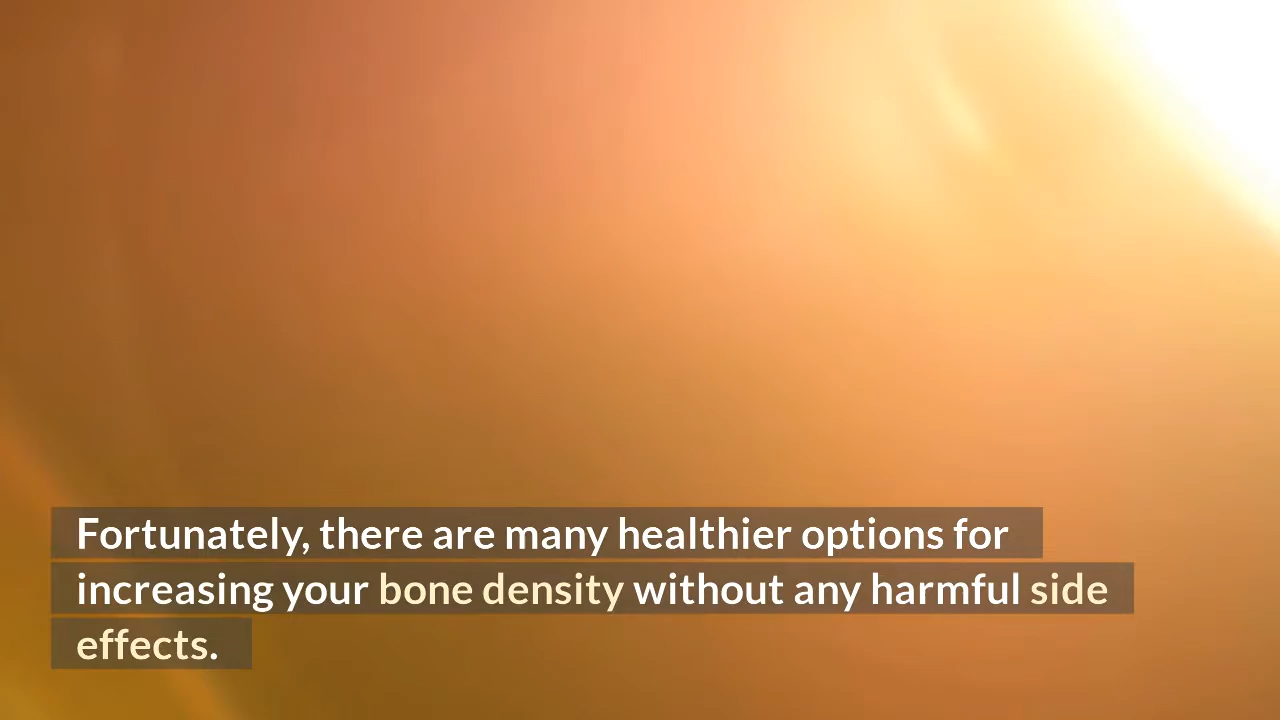 Fortunately, there are many healthier options for
increasing your bone density without any harmful side
effects.